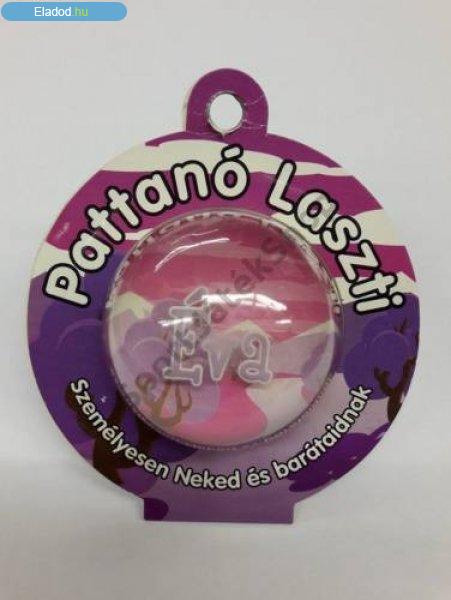 Eladod.hu
Pattanó Laszti
Éva
Személyesen Neked és barátaidnak